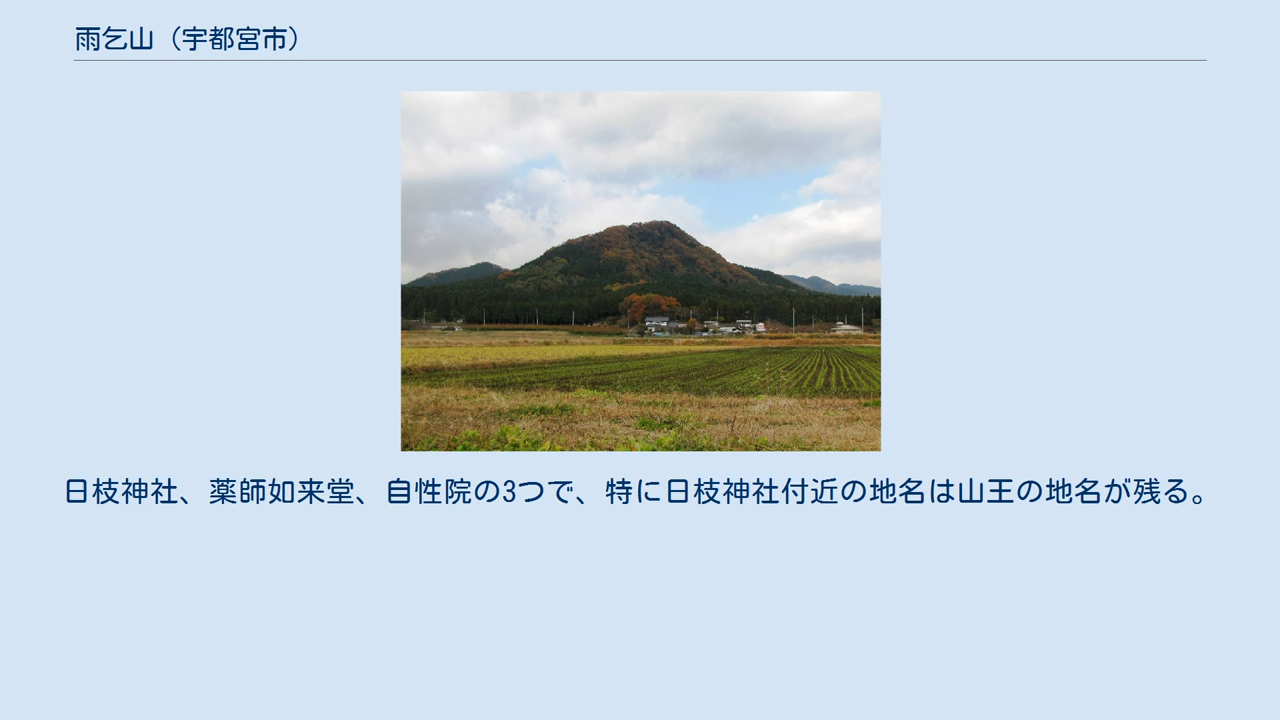 雨乞山（宇都宮市）
日枝神社、薬師如来堂、自性院の3つで、特に日枝神社付近の地名は山王の地名が残る。